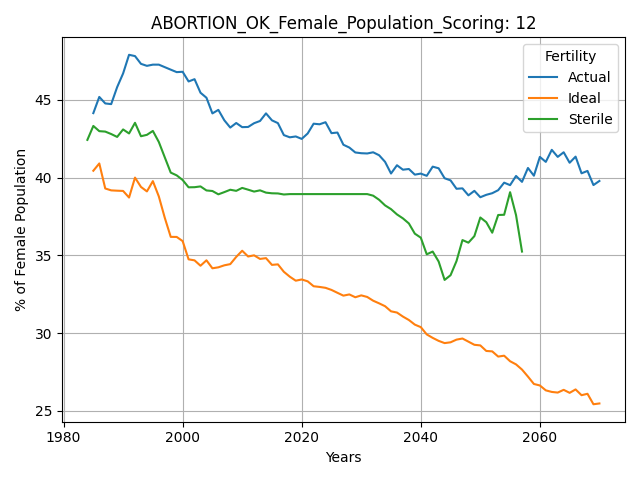 ABORTION_OK_Female_Population_Scoring: 12
Fertility
Actual
Ideal
Sterile
% of Female Population
45
40
35
30
25
1980
2000
2020
2040
2060
Years